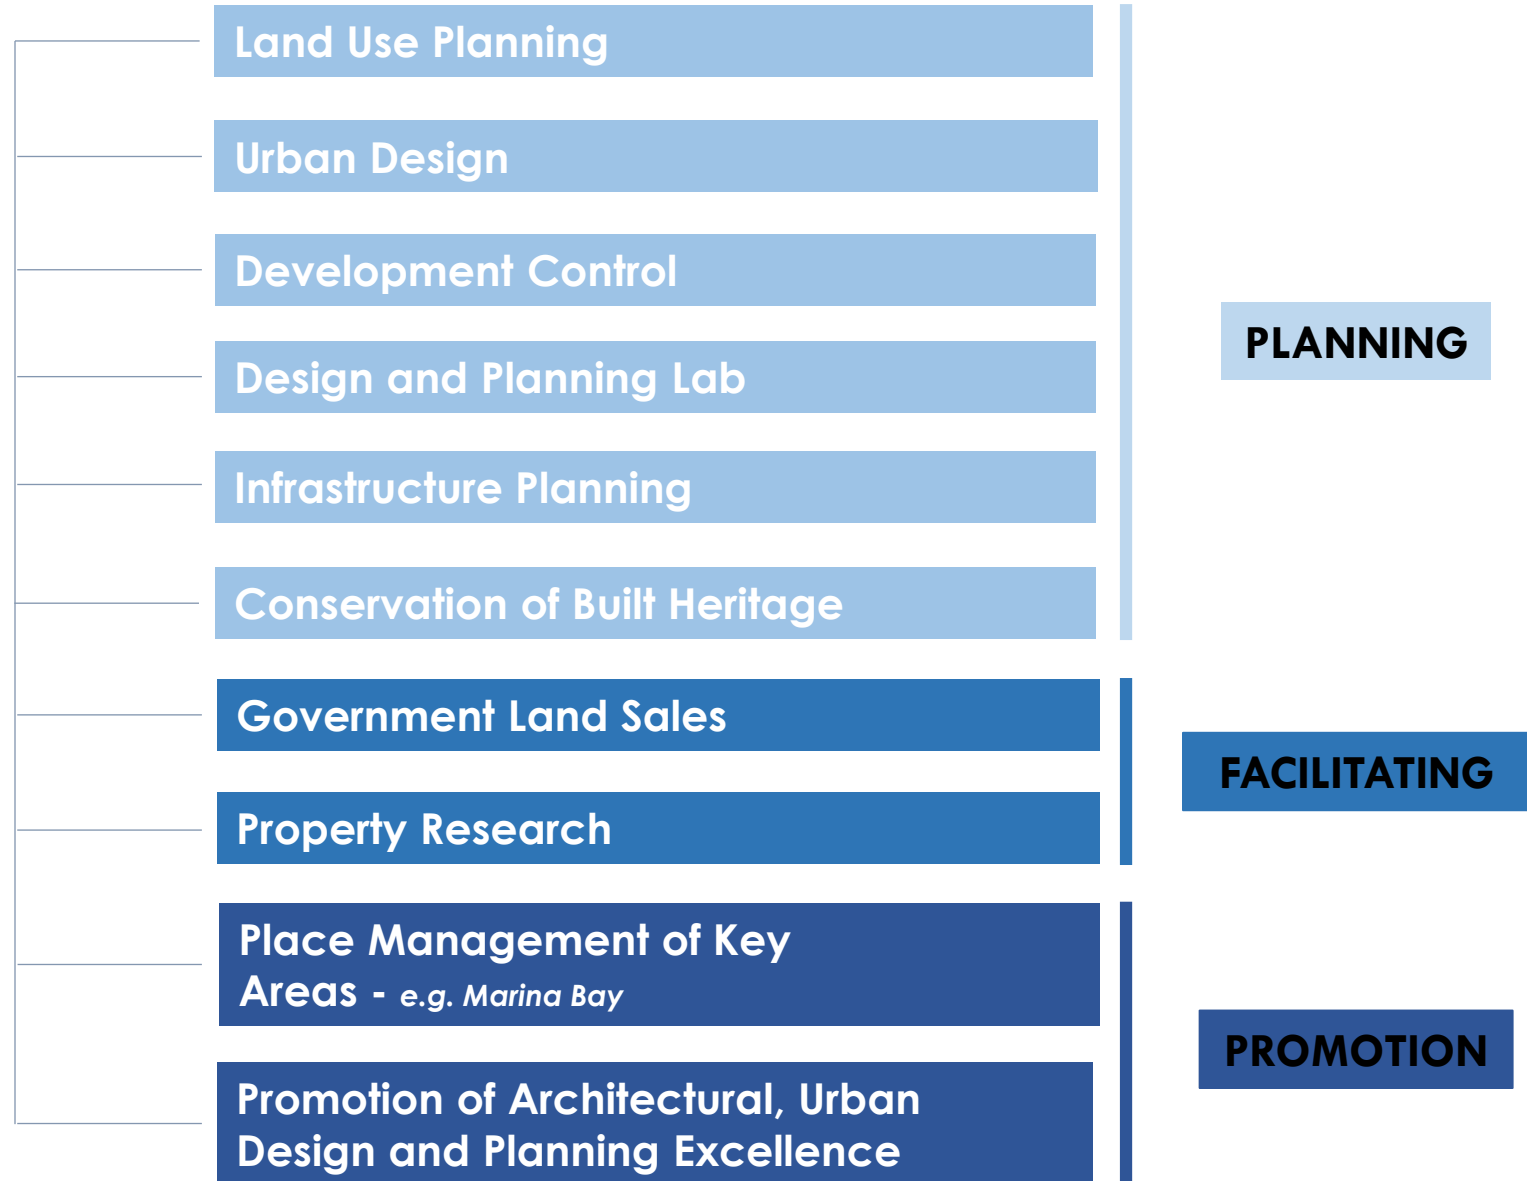 Land Use Planning
Urban Design
Development Control
Design and Planning Lab
Infrastructure Planning
Conservation of Built Heritage
PLANNING
Government Land Sales
Property Research
FACILITATING
Place Management of Key
Areas - e.g. Marina Bay
Promotion of Architectural, Urban
Design and Planning Excellence
PROMOTION